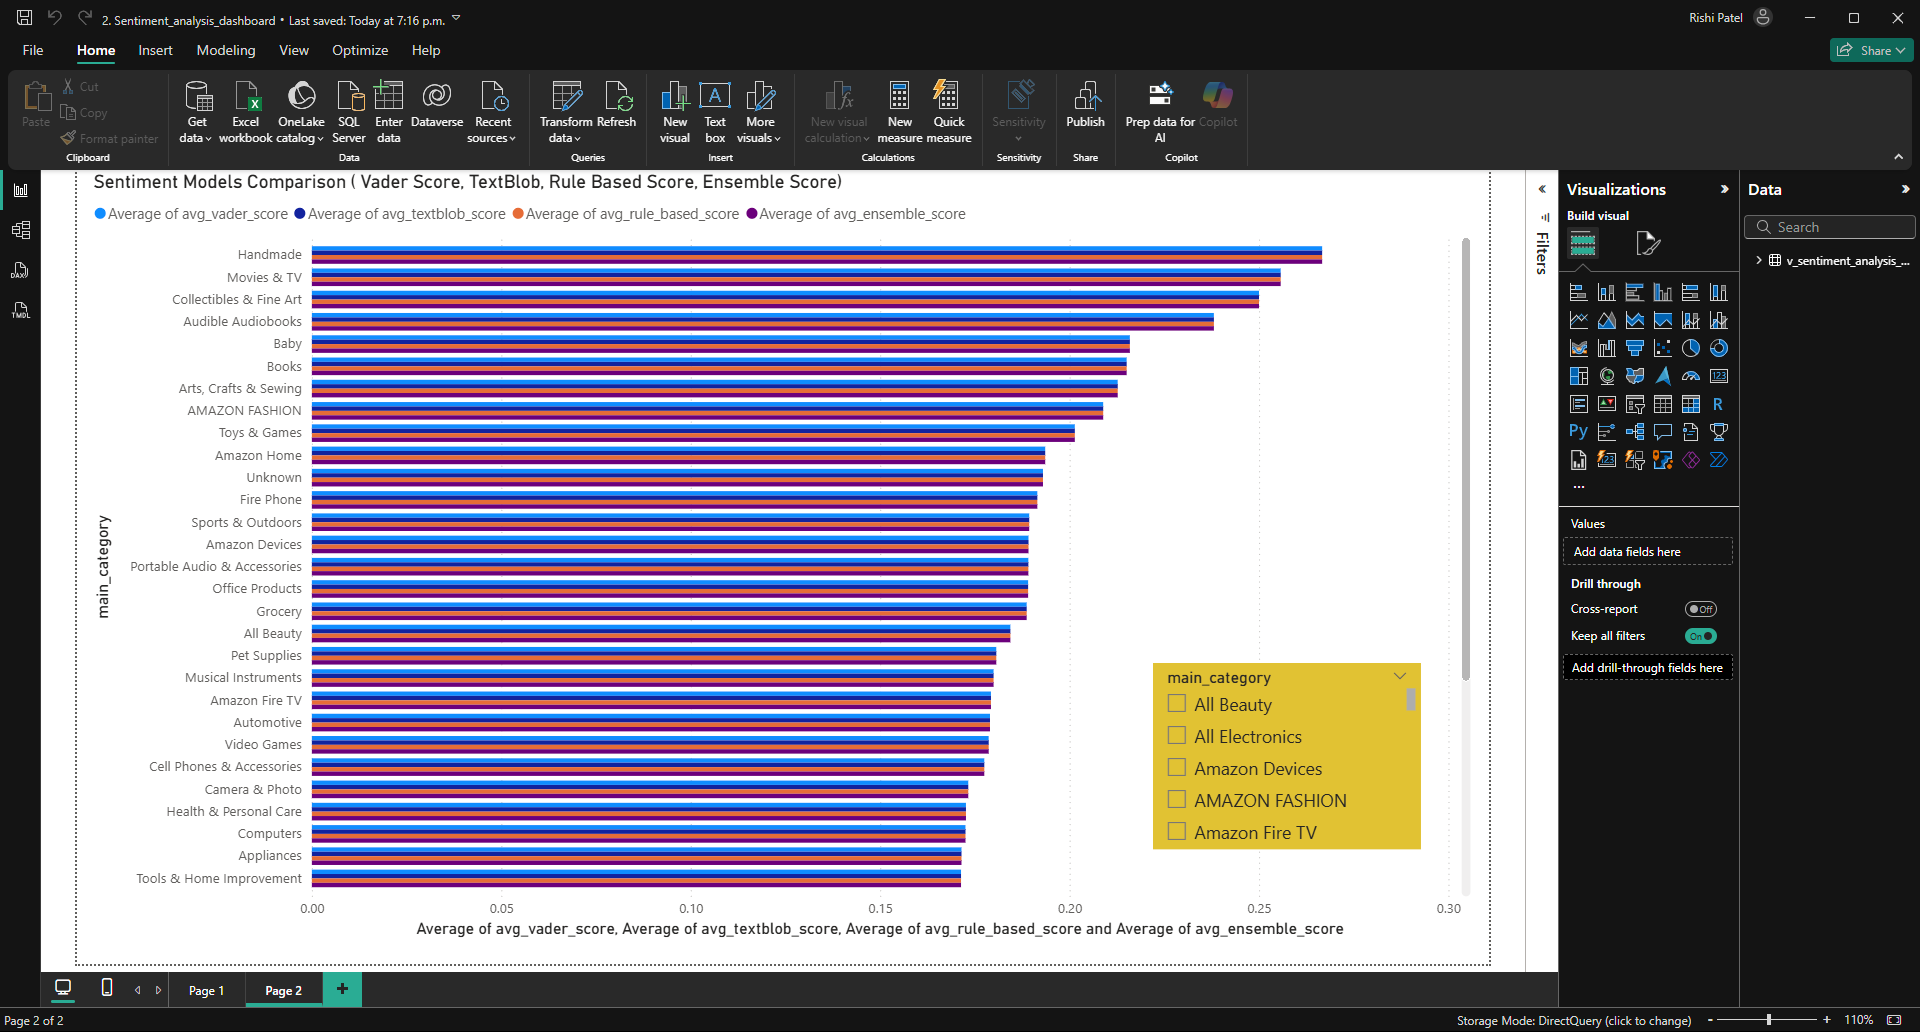 2. Sentiment_analysis_dashboard • Last saved: Today at 7:16 p.m.
Rishi Patel
File Home Insert Modeling View Optimize Help
Share
Paste
Cut
Copy
Format painter
Clipboard
Get data
Excel workbook
OneLake catalog
SQL Server
Enter data
Dataverse
Recent sources
Data
Transform data
Refresh
Queries
New visual
Text box
More visuals
Insert
New visual calculation
New measure
Quick measure
Calculations
Sensitivity
Sensitivity
Publish
Share
Prep data for AI
Copilot
Copilot
DAX
TMDL
Sentiment Models Comparison ( Vader Score, TextBlob, Rule Based Score, Ensemble Score)
Average of avg_vader_score Average of avg_textblob_score Average of avg_rule_based_score Average of avg_ensemble_score
main_category
Handmade
Movies & TV
Collectibles & Fine Art
Audible Audiobooks
Baby
Books
Arts, Crafts & Sewing
AMAZON FASHION
Toys & Games
Amazon Home
Unknown
Fire Phone
Sports & Outdoors
Amazon Devices
Portable Audio & Accessories
Office Products
Grocery
All Beauty
Pet Supplies
Musical Instruments
Amazon Fire TV
Automotive
Video Games
Cell Phones & Accessories
Camera & Photo
Health & Personal Care
Computers
Appliances
Tools & Home Improvement
0.00 0.05 0.10 0.15 0.20 0.25 0.30
Average of avg_vader_score, Average of avg_textblob_score, Average of avg_rule_based_score and Average of avg_ensemble_score
main_category
All Beauty
All Electronics
Amazon Devices
AMAZON FASHION
Amazon Fire TV
Filters
Visualizations
Build visual
123
R
Py
123
...
Values
Add data fields here
Drill through
Cross-report
Off
Keep all filters
On
Add drill-through fields here
Data
Search
v_sentiment_analysis_...
Page 1 Page 2 +
Page 2 of 2
Storage Mode: DirectQuery (click to change)
- + 110%